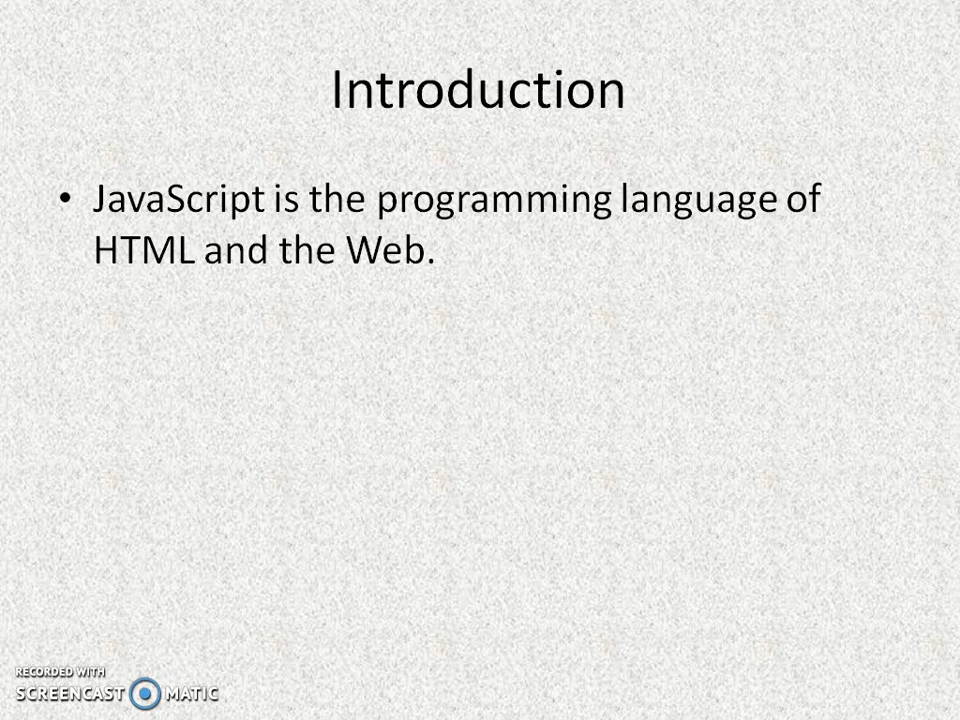 Introduction
• JavaScript is the programming language of
HTML and the Web.
RECORDED WITH
SCREENCAST MATIC